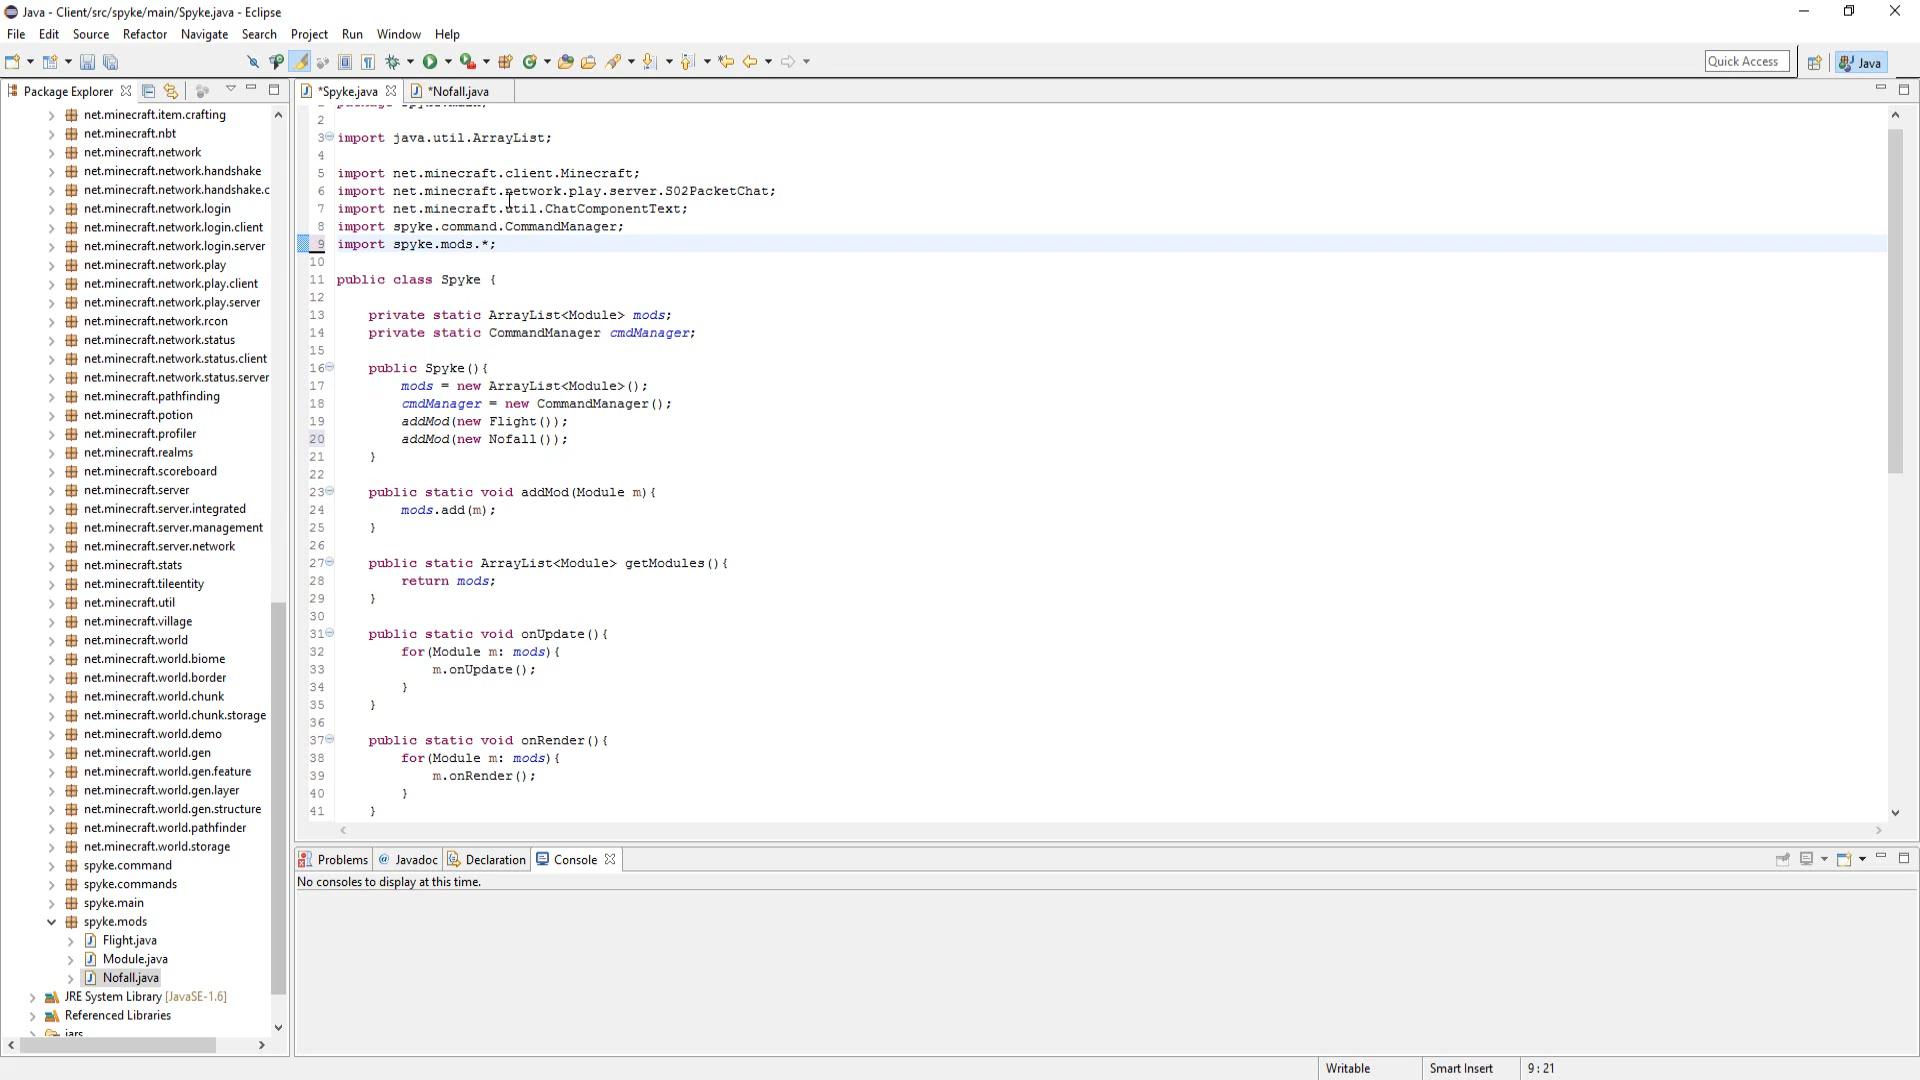 Java - Client/src/spyke/main/Spyke.java - Eclipse
File Edit Source Refactor Navigate Search Project Run Window Help
Quick Access
Java
Package Explorer
*Spyke.java
*Nofall.java
net.minecraft.item.crafting
net.minecraft.nbt
net.minecraft.network
net.minecraft.network.handshake
net.minecraft.network.handshake.c
net.minecraft.network.login
net.minecraft.network.login.client
net.minecraft.network.login.server
net.minecraft.network.play
net.minecraft.network.play.client
net.minecraft.network.play.server
net.minecraft.network.rcon
net.minecraft.network.status
net.minecraft.network.status.client
net.minecraft.network.status.server
net.minecraft.pathfinding
net.minecraft.potion
net.minecraft.profiler
net.minecraft.realms
net.minecraft.scoreboard
net.minecraft.server
net.minecraft.server.integrated
net.minecraft.server.management
net.minecraft.server.network
net.minecraft.stats
net.minecraft.tileentity
net.minecraft.util
net.minecraft.village
net.minecraft.world
net.minecraft.world.biome
net.minecraft.world.border
net.minecraft.world.chunk
net.minecraft.world.chunk.storage
net.minecraft.world.demo
net.minecraft.world.gen
net.minecraft.world.gen.feature
net.minecraft.world.gen.layer
net.minecraft.world.gen.structure
net.minecraft.world.pathfinder
net.minecraft.world.storage
spyke.command
spyke.commands
spyke.main
spyke.mods
Flight.java
Module.java
Nofall.java
JRE System Library [JavaSE-1.6]
Referenced Libraries
jars
2
3 import java.util.ArrayList;
4
5 import net.minecraft.client.Minecraft;
6 import net.minecraft.network.play.server.S02PacketChat;
7 import net.minecraft.util.ChatComponentText;
8 import spyke.command.CommandManager;
9 import spyke.mods.*;
10
11 public class Spyke {
12
13 private static ArrayList<Module> mods;
14 private static CommandManager cmdManager;
15
16 public Spyke(){
17 mods = new ArrayList<Module>();
18 cmdManager = new CommandManager();
19 addMod(new Flight());
20 addMod(new Nofall());
21 }
22
23 public static void addMod(Module m){
24 mods.add(m);
25 }
26
27 public static ArrayList<Module> getModules(){
28 return mods;
29 }
30
31 public static void onUpdate(){
32 for(Module m: mods){
33 m.onUpdate();
34 }
35 }
36
37 public static void onRender(){
38 for(Module m: mods){
39 m.onRender();
40 }
41 }
Problems @ Javadoc Declaration Console
No consoles to display at this time.
Writable Smart Insert 9 : 21